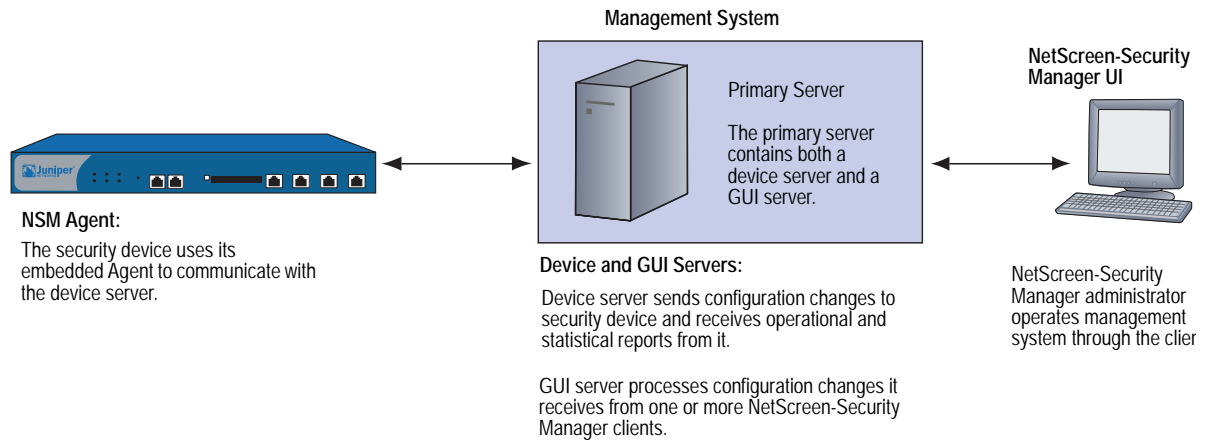 Management System
NetScreen-Security
Manager UI
Primary Server
The primary server
contains both a
device server and a
GUI server.
Juniper
NETWORKS
NSM Agent:
The security device uses its
embedded Agent to communicate with
the device server.
Device and GUI Servers:
Device server sends configuration changes to
security device and receives operational and
statistical reports from it.
GUI server processes configuration changes it
receives from one or more NetScreen-Security
Manager clients.
NetScreen-Security
Manager administrator
operates management
system through the